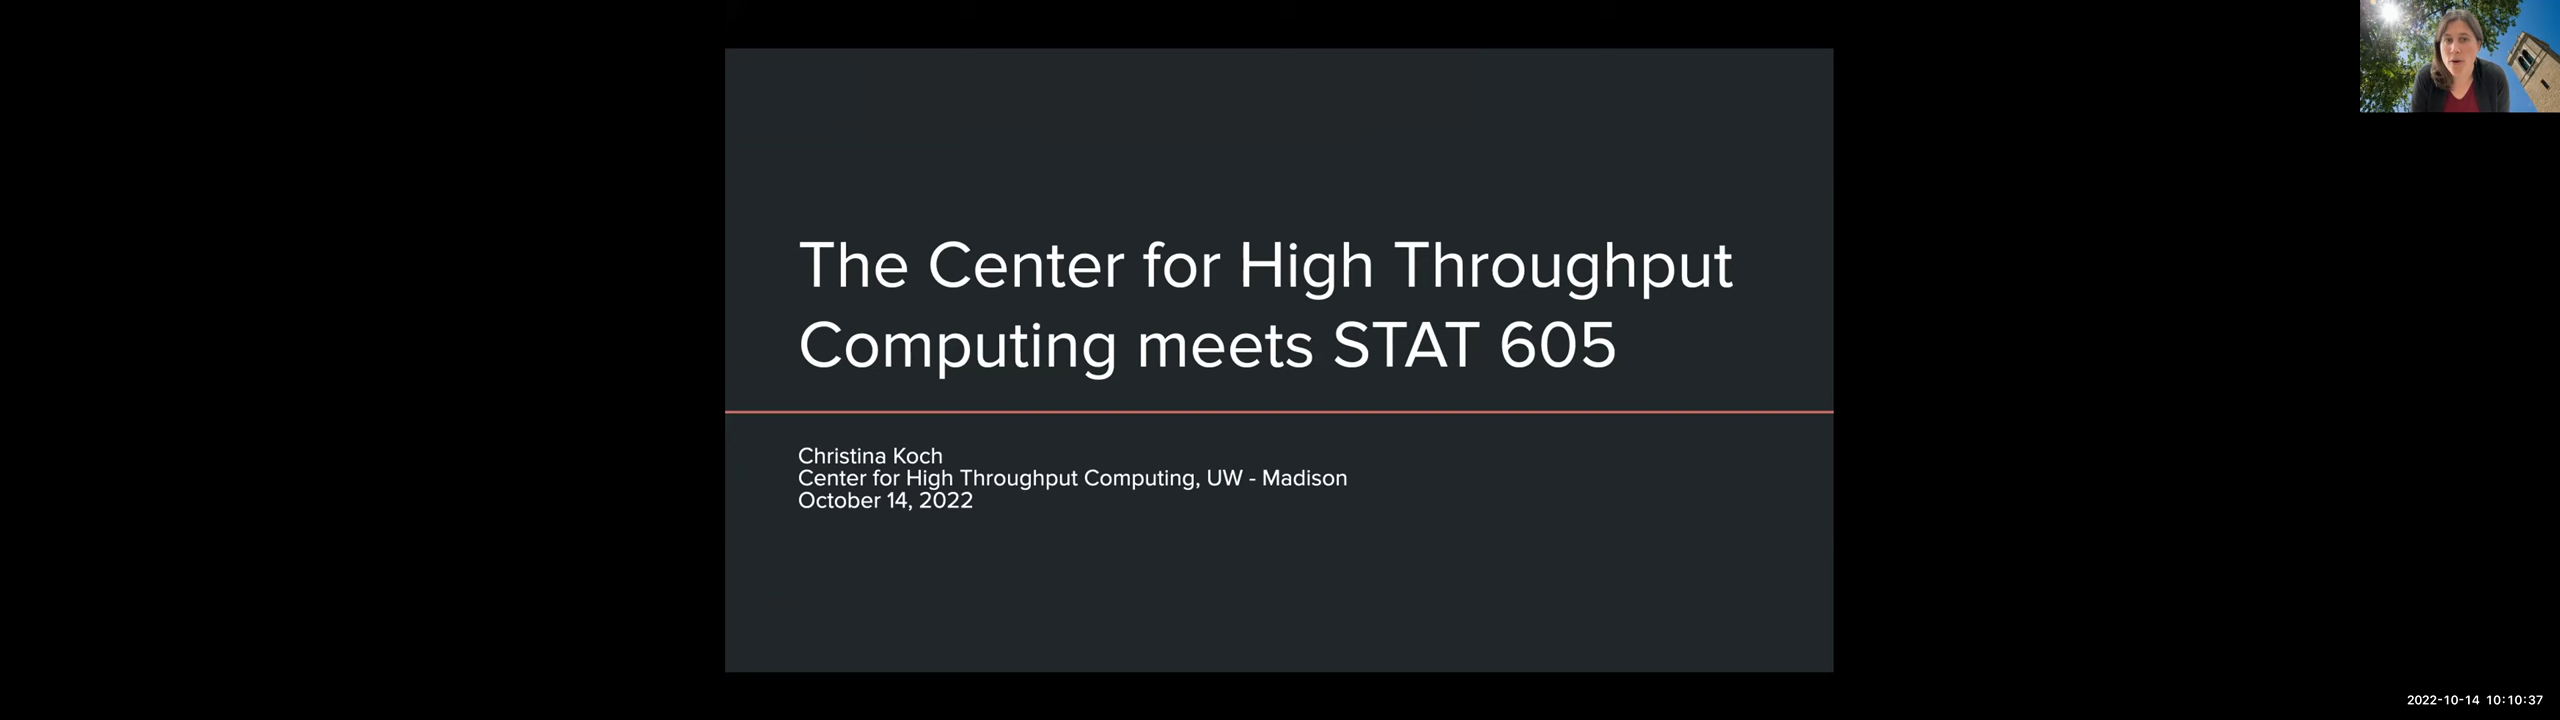 The Center for High Throughput
Computing meets STAT 605
Christina Koch
Center for High Throughput Computing, UW - Madison
October 14, 2022
2022-10-14 10:10:37